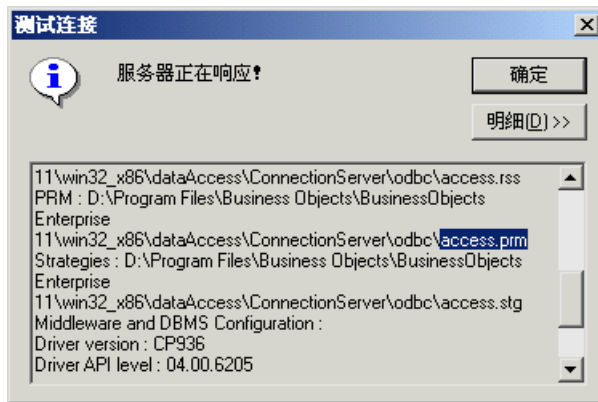 测试连接
服务器正在响应!
确定
明细(D)>>
11\win32_x86\dataAccess\ConnectionServer\odbc\access.rss
PRM : D:\Program Files\Business Objects\BusinessObjects
Enterprise
11\win32_x86\dataAccess\ConnectionServer\odbc\access.prm
Strategies : D:\Program Files\Business Objects\BusinessObjects
Enterprise
11\win32_x86\dataAccess\ConnectionServer\odbc\access.stg
Middleware and DBMS Configuration :
Driver version : CP936
Driver API level : 04.00.6205